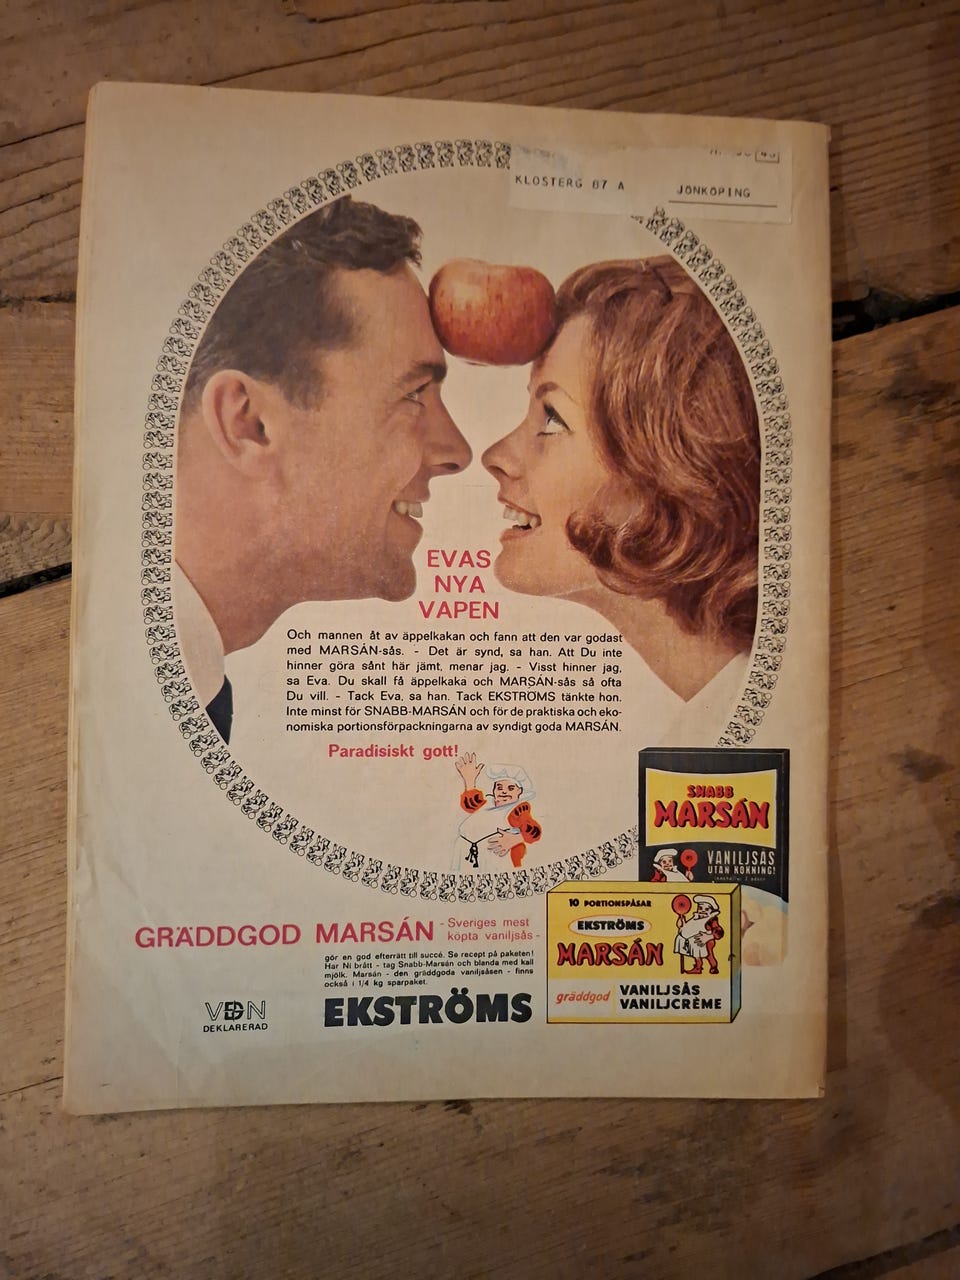 KLOSTERG 87 A
JÖNKÖPING
EVAS
NYA
VAPEN
Och mannen åt av äppelkakan och fann att den var godast
med MARSÁN-sås. - Det är synd, sa han. Att Du inte
hinner göra sånt här jämt, menar jag. - Visst hinner jag,
sa Eva. Du skall få äppelkaka och MARSÁN-sås så ofta
Du vill. - Tack Eva, sa han. Tack EKSTRÖMS tänkte hon.
Inte minst för SNABB-MARSÁN och för de praktiska och eko-
nomiska portionsförpackningarna av syndigt goda MARSÁN.
Paradisiskt gott!
SNABB
MARSÁN
VANILJSÅS
UTAN KOKNING!
GRÄDDGOD MARSÁN
- Sveriges mest
köpta vaniljsås -
gör en god efterrätt till succé. Se recept på paketen!
Har Ni brått - tag Snabb-Marsán och blanda med kall
mjölk. Marsán - den gräddgoda vaniljsåsen - finns
också i 1/4 kg sparpaket.
VDN
DEKLARERAD
EKSTRÖMS
10 PORTIONSPÅSAR
EKSTRÖMS
MARSÁN
gräddgod
VANILJSÅS
VANILJCRÈME